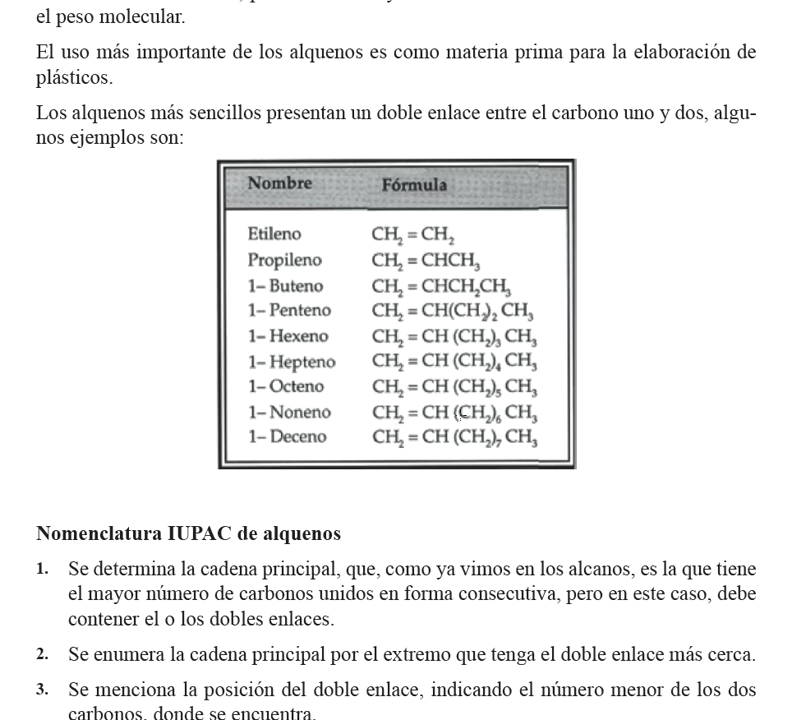 el peso molecular.
El uso más importante de los alquenos es como materia prima para la elaboración de
plásticos.
Los alquenos más sencillos presentan un doble enlace entre el carbono uno y dos, algu-
nos ejemplos son:
Nombre Fórmula
Etileno CH₂ = CH₂
Propileno CH₂ = CHCH₃
1– Buteno CH₂ = CHCH₂CH₃
1– Penteno CH₂ = CH(CH₂)₂ CH₃
1– Hexeno CH₂ = CH (CH₂)₃ CH₃
1– Hepteno CH₂ = CH (CH₂)₄ CH₃
1– Octeno CH₂ = CH (CH₂)₅ CH₃
1– Noneno CH₂ = CH (CH₂)₆ CH₃
1– Deceno CH₂ = CH (CH₂)₇ CH₃
Nomenclatura IUPAC de alquenos
1. Se determina la cadena principal, que, como ya vimos en los alcanos, es la que tiene
el mayor número de carbonos unidos en forma consecutiva, pero en este caso, debe
contener el o los dobles enlaces.
2. Se enumera la cadena principal por el extremo que tenga el doble enlace más cerca.
3. Se menciona la posición del doble enlace, indicando el número menor de los dos
carbonos, donde se encuentra.